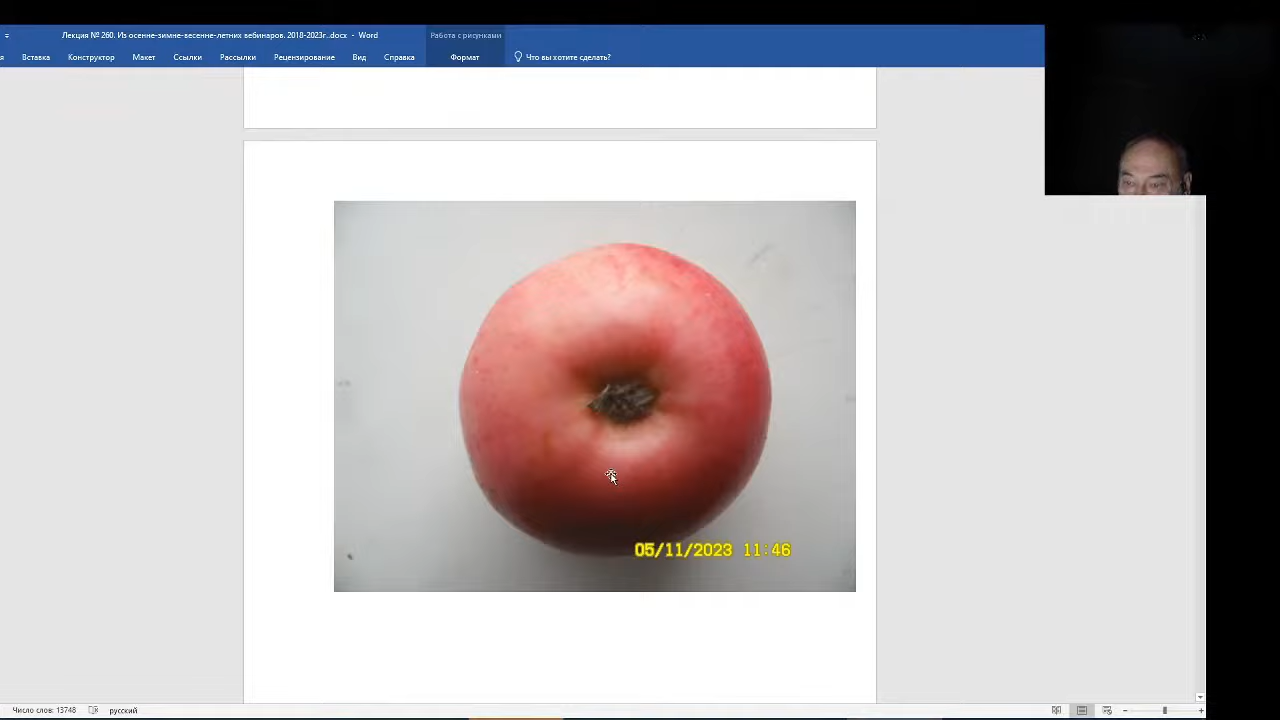 Лекция № 260. Из осенне-зимне-весенне-летних вебинаров. 2018-2023г..docx - Word
Работа с рисунками
Вставка Конструктор Макет Ссылки Рассылки Рецензирование Вид Справка Формат Что вы хотите сделать?
05/11/2023 11:46
Число слов: 13748 русский